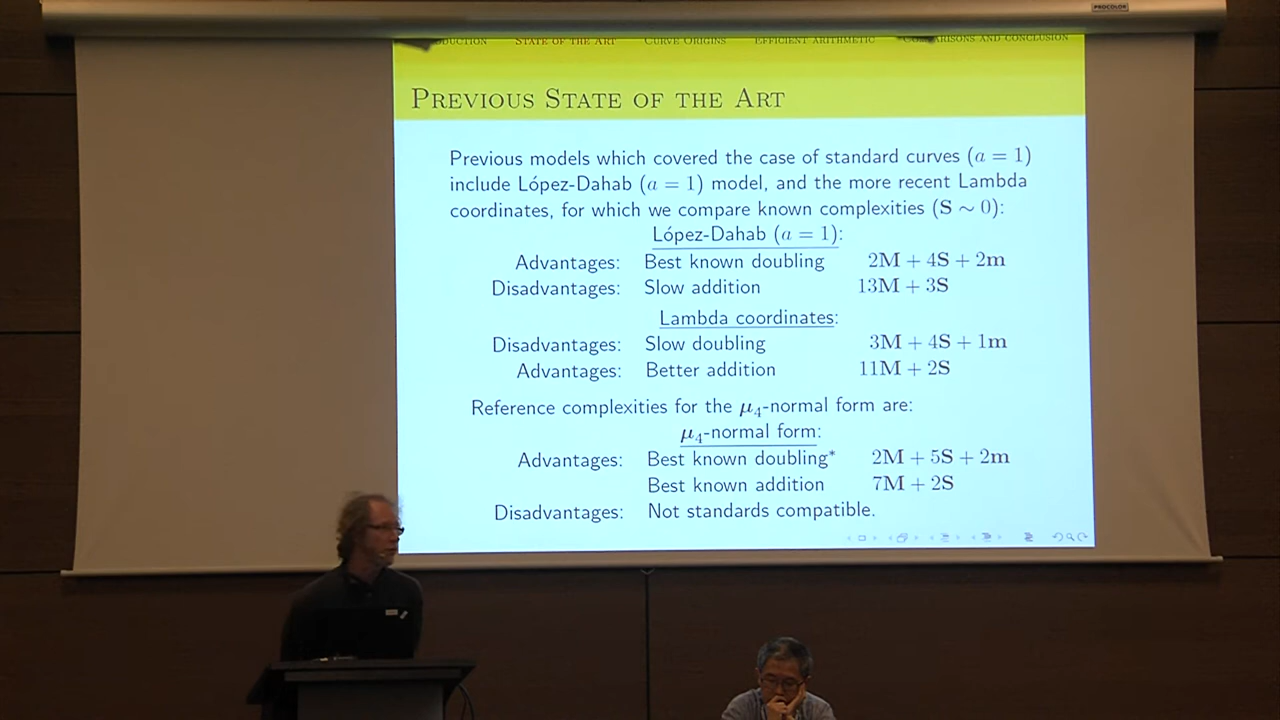 PROCOLOR
STATE OF THE ART CURVE ORIGINS EFFICIENT ARITHMETIC AND CONCLUSION
PREVIOUS STATE OF THE ART
Previous models which covered the case of standard curves (a = 1)
include López-Dahab (a = 1) model, and the more recent Lambda
coordinates, for which we compare known complexities (S ∼ 0):
López-Dahab (a = 1):
Advantages: Best known doubling 2M + 4S + 2m
Disadvantages: Slow addition 13M + 3S
Lambda coordinates:
Disadvantages: Slow doubling 3M + 4S + 1m
Advantages: Better addition 11M + 2S
Reference complexities for the μ₄-normal form are:
μ₄-normal form:
Advantages: Best known doubling* 2M + 5S + 2m
Best known addition 7M + 2S
Disadvantages: Not standards compatible.